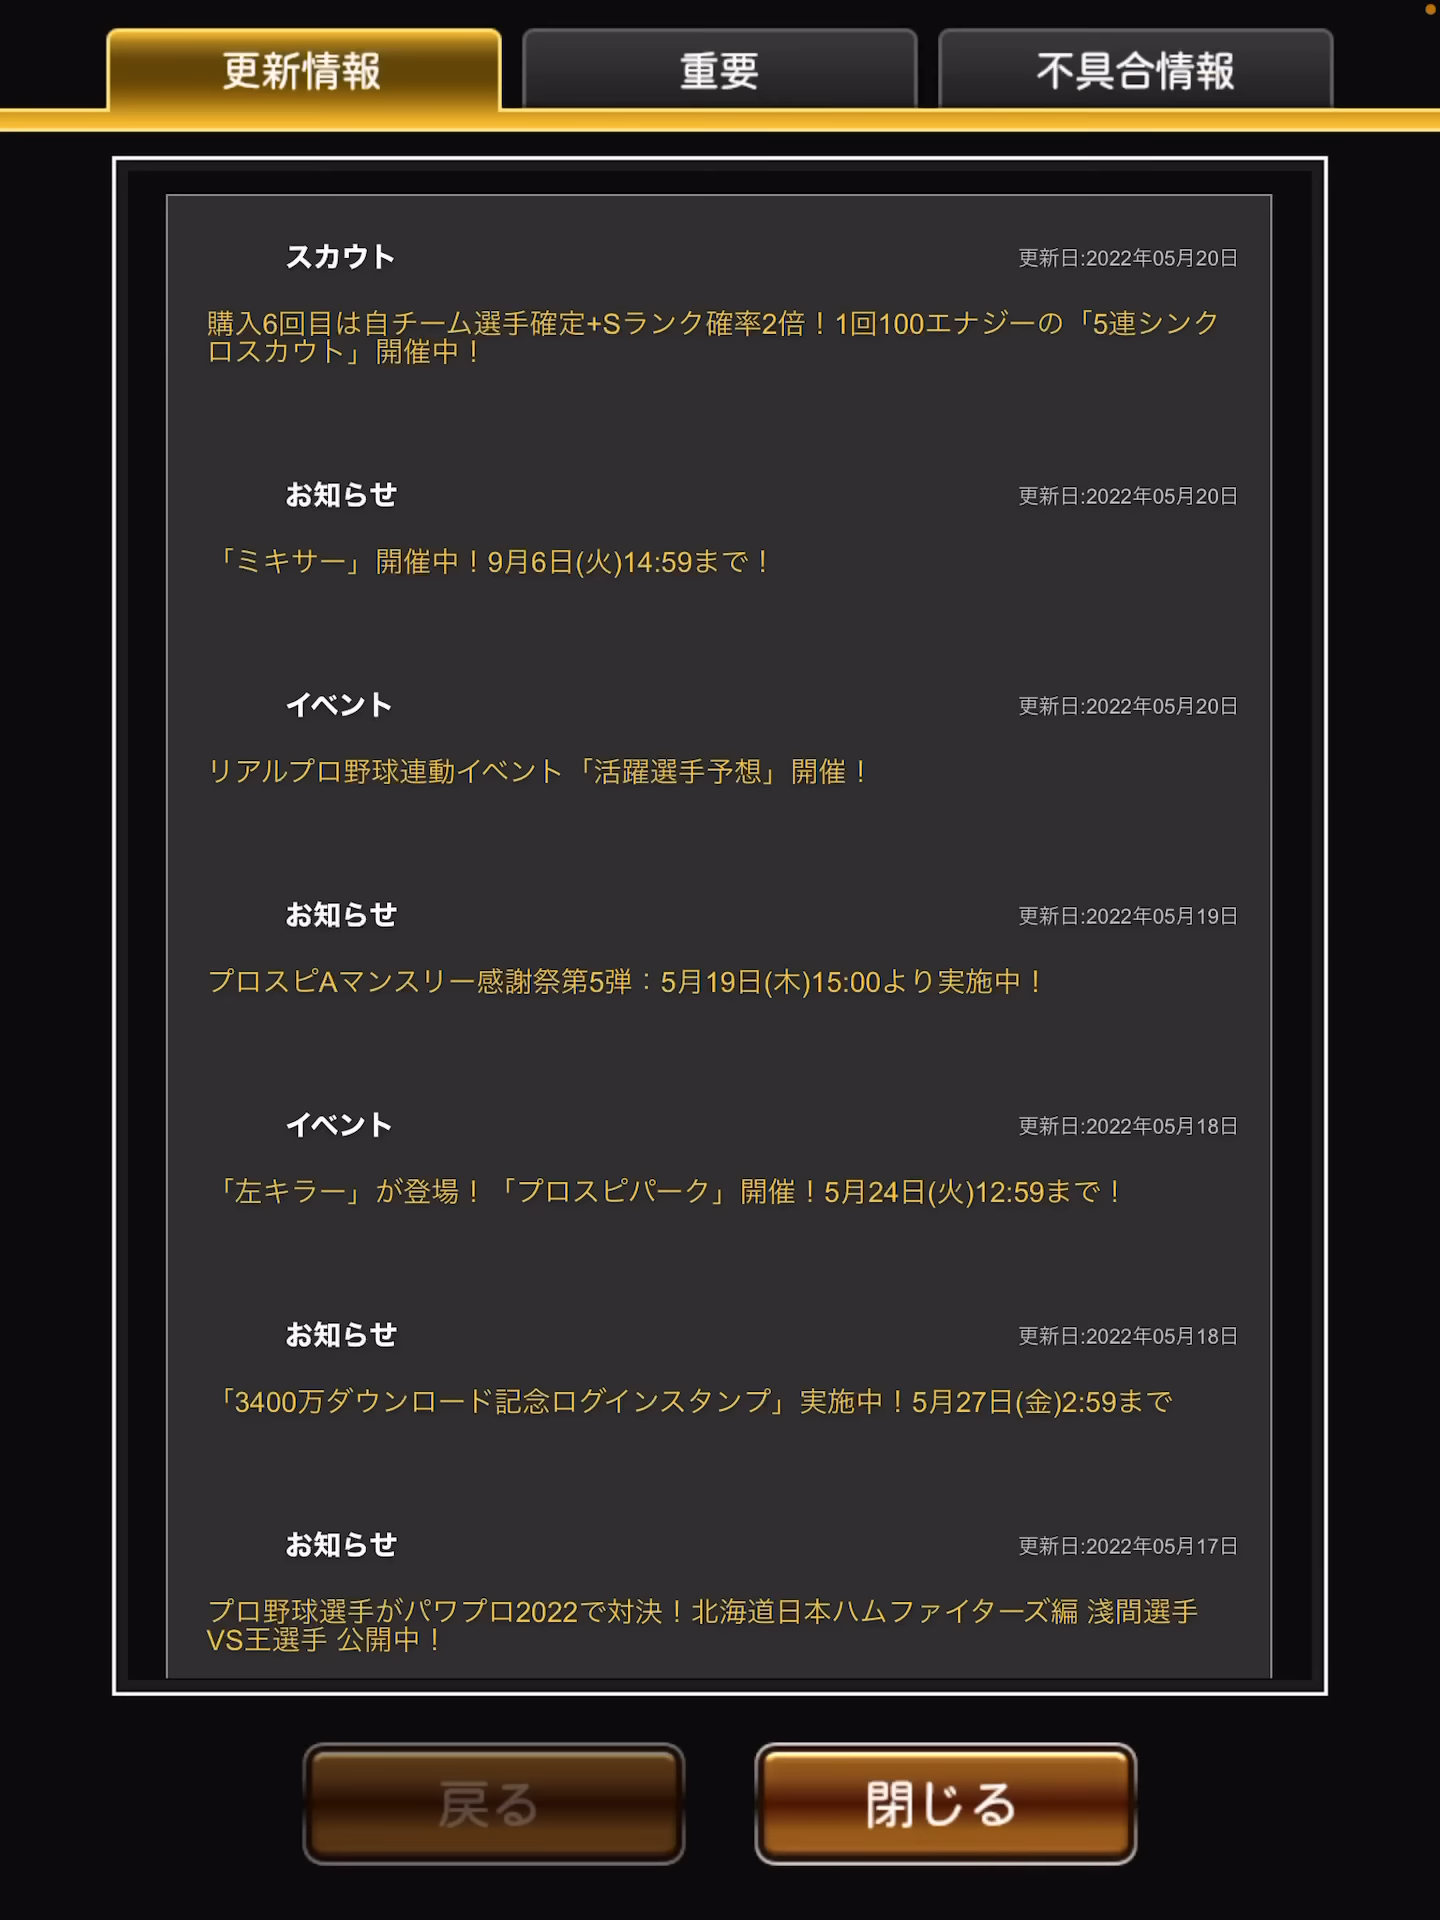 更新情報
重要
不具合情報
スカウト
更新日:2022年05月20日
購入6回目は自チーム選手確定+Sランク確率2倍！1回100エナジーの「5連シンク
ロスカウト」開催中！
お知らせ
更新日:2022年05月20日
「ミキサー」開催中！9月6日(火)14:59まで！
イベント
更新日:2022年05月20日
リアルプロ野球連動イベント「活躍選手予想」開催！
お知らせ
更新日:2022年05月19日
プロスピAマンスリー感謝祭第5弾：5月19日(木)15:00より実施中！
イベント
更新日:2022年05月18日
「左キラー」が登場！「プロスピパーク」開催！5月24日(火)12:59まで！
お知らせ
更新日:2022年05月18日
「3400万ダウンロード記念ログインスタンプ」実施中！5月27日(金)2:59まで
お知らせ
更新日:2022年05月17日
プロ野球選手がパワプロ2022で対決！北海道日本ハムファイターズ編 淺間選手
VS王選手 公開中！
戻る
閉じる